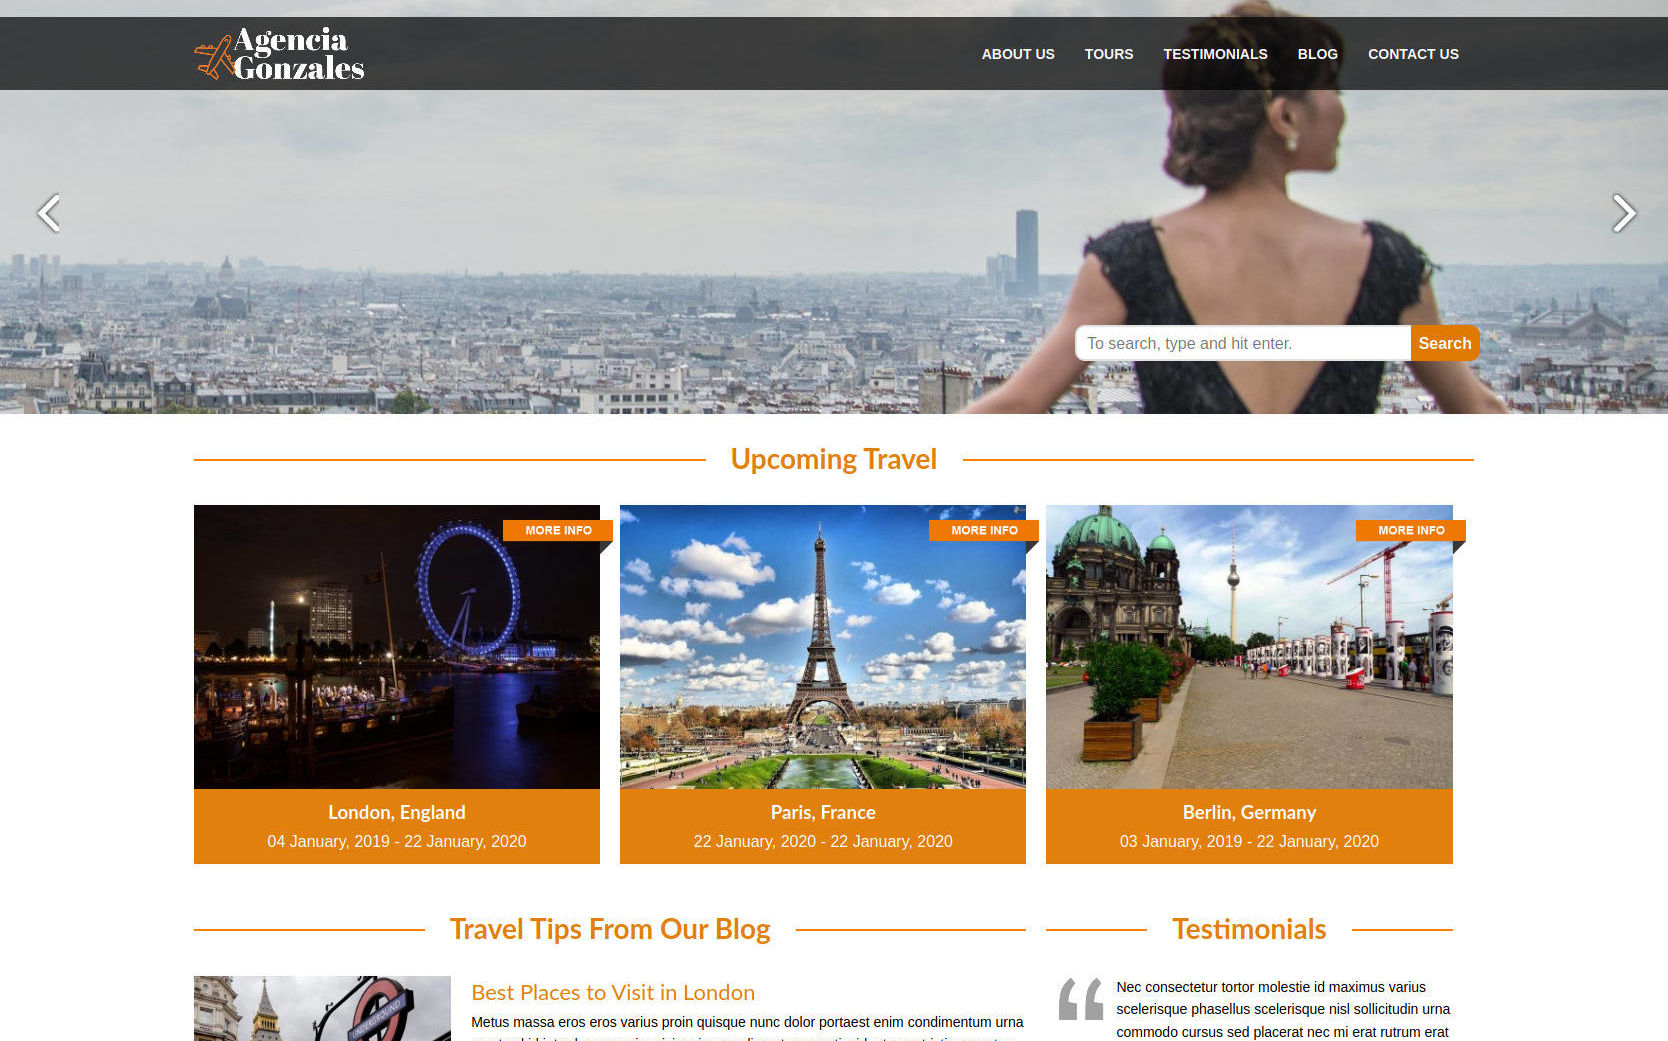 Agencia
Gonzales
ABOUT US TOURS TESTIMONIALS BLOG CONTACT US
To search, type and hit enter. Search
Upcoming Travel
MORE INFO MORE INFO MORE INFO
London, England Paris, France Berlin, Germany
04 January, 2019 - 22 January, 2020 22 January, 2020 - 22 January, 2020 03 January, 2019 - 22 January, 2020
Travel Tips From Our Blog Testimonials
UNDERGROUND
Best Places to Visit in London
Metus massa eros eros varius proin quisque nunc dolor portaest enim condimentum urna
Nec consectetur tortor molestie id maximus varius
scelerisque phasellus scelerisque nisl sollicitudin urna
commodo cursus sed placerat nec mi erat rutrum erat